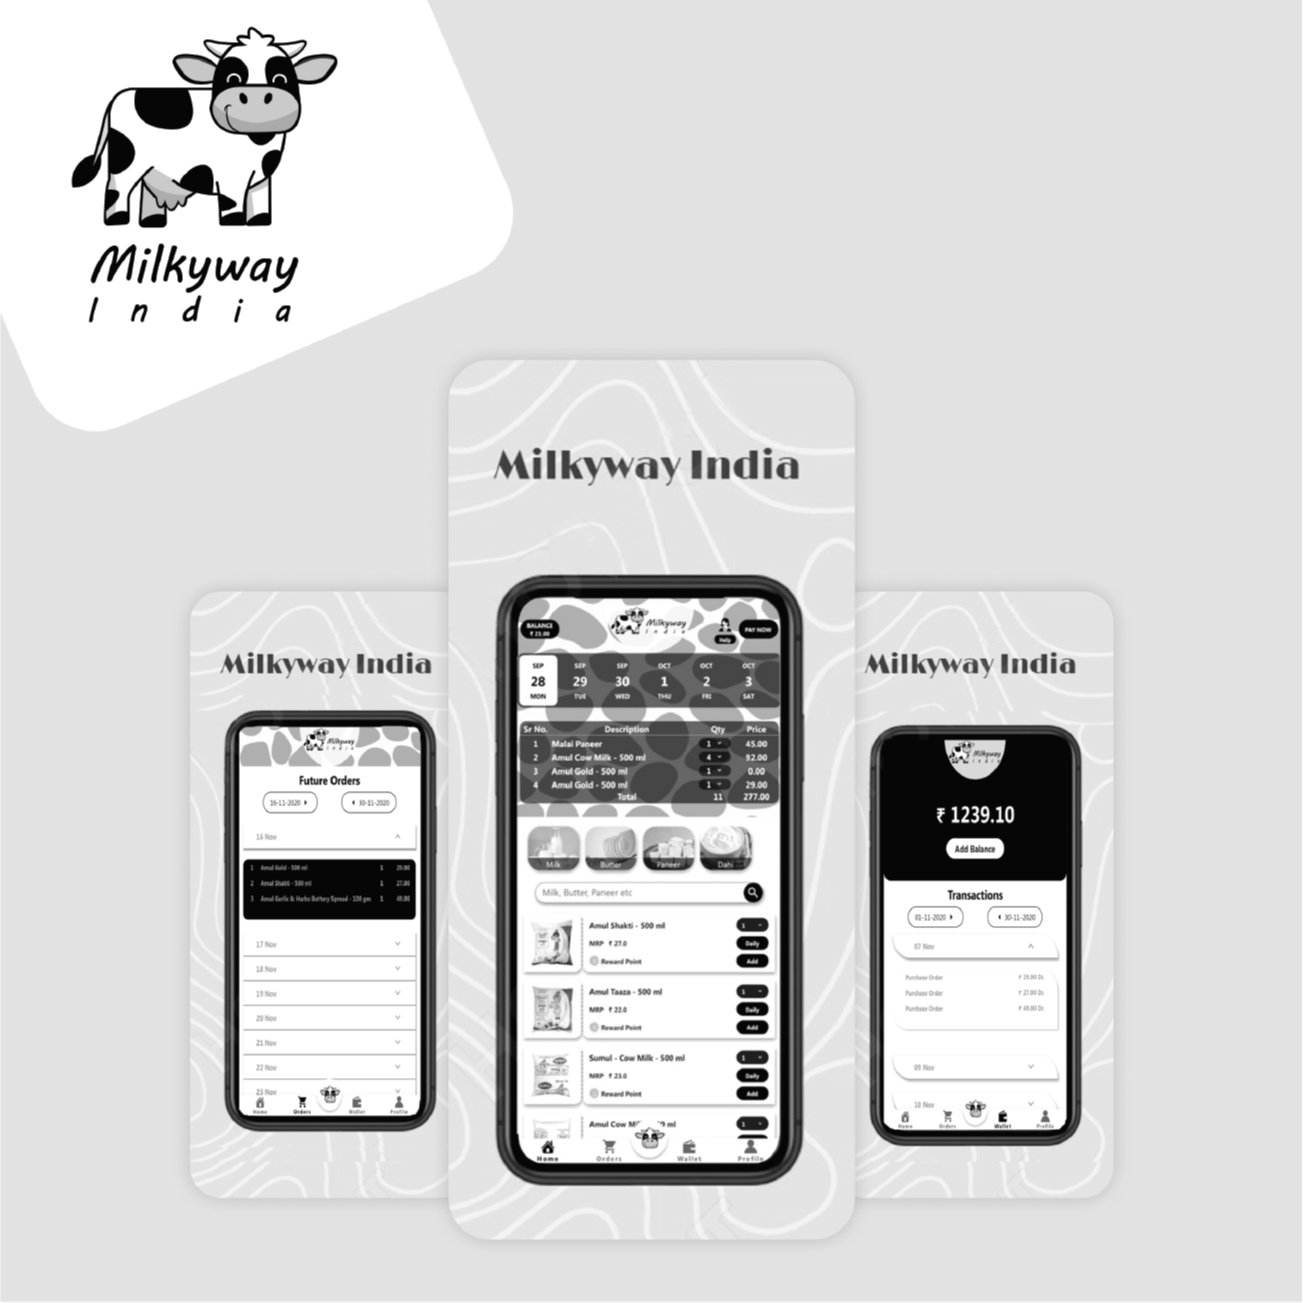 Milkyway
India
Milkyway India
BALANCE
₹ 23.00
Milkyway
India
Help
PAY NOW
SEP SEP SEP OCT OCT OCT
28 29 30 1 2 3
MON TUE WED THU FRI SAT
Sr No. Description Qty Price
1 Malai Paneer 1 45.00
2 Amul Cow Milk - 500 ml 4 92.00
3 Amul Gold - 500 ml 1 0.00
4 Amul Gold - 500 ml 1 29.00
Total 11 277.00
Milk Butter Paneer Dahi
Milk, Butter, Paneer etc
Amul Shakti - 500 ml 1
MRP ₹ 27.0 Daily
Reward Point Add
Amul Taaza - 500 ml 1
MRP ₹ 22.0 Daily
Reward Point Add
Sumul - Cow Milk - 500 ml 1
MRP ₹ 23.0 Daily
Reward Point Add
Amul Cow ml 1
Home Orders Wallet Profile
Milkyway India
Milkyway
India
Future Orders
16-11-2020 30-11-2020
16 Nov
1 Amul Gold - 500 ml 1 29.00
2 Amul Shakti - 500 ml 1 27.00
3 Amul Garlic & Herbs Buttery Spread - 100 gm 1 49.00
17 Nov
18 Nov
19 Nov
20 Nov
21 Nov
22 Nov
23 Nov
Home Orders Wallet Profile
Milkyway India
Milkyway
India
₹ 1239.10
Add Balance
Transactions
01-11-2020 30-11-2020
07 Nov
Purchase Order ₹ 29.00 Dr.
Purchase Order ₹ 27.00 Dr.
Purchase Order ₹ 49.00 Dr.
09 Nov
10 Nov
Home Orders Wallet Profile